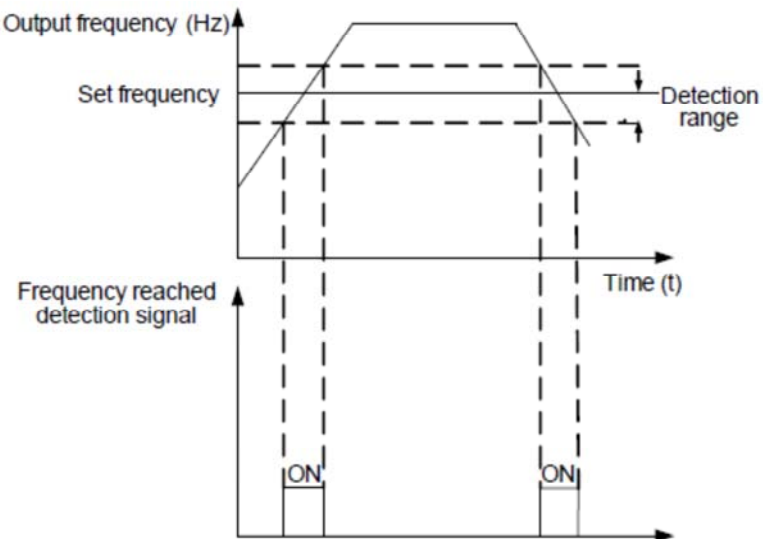 Output frequency (Hz)
Set frequency
Detection
range
Time (t)
Frequency reached
detection signal
ON
ON